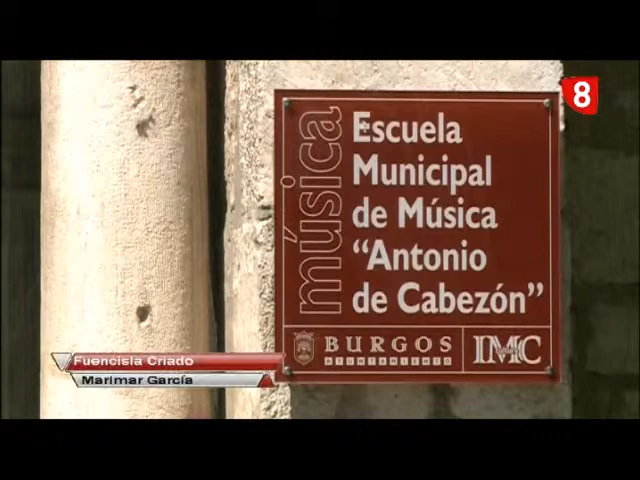 8
música
Escuela
Municipal
de Música
“Antonio
de Cabezón”
BURGOS
AYUNTAMIENTO
IMC
Fuencisla Criado
Marimar García